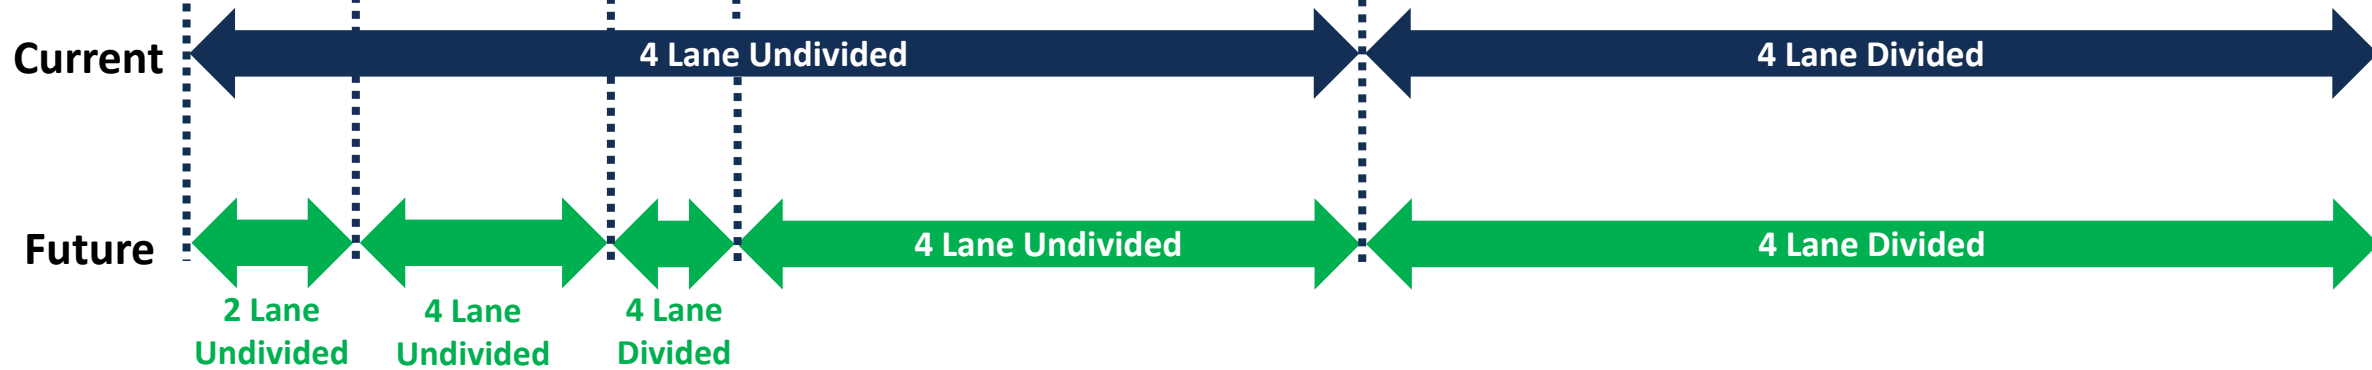 Current
4 Lane Undivided
4 Lane Divided
Future
4 Lane Undivided
4 Lane Divided
2 Lane
Undivided
4 Lane
Undivided
4 Lane
Divided